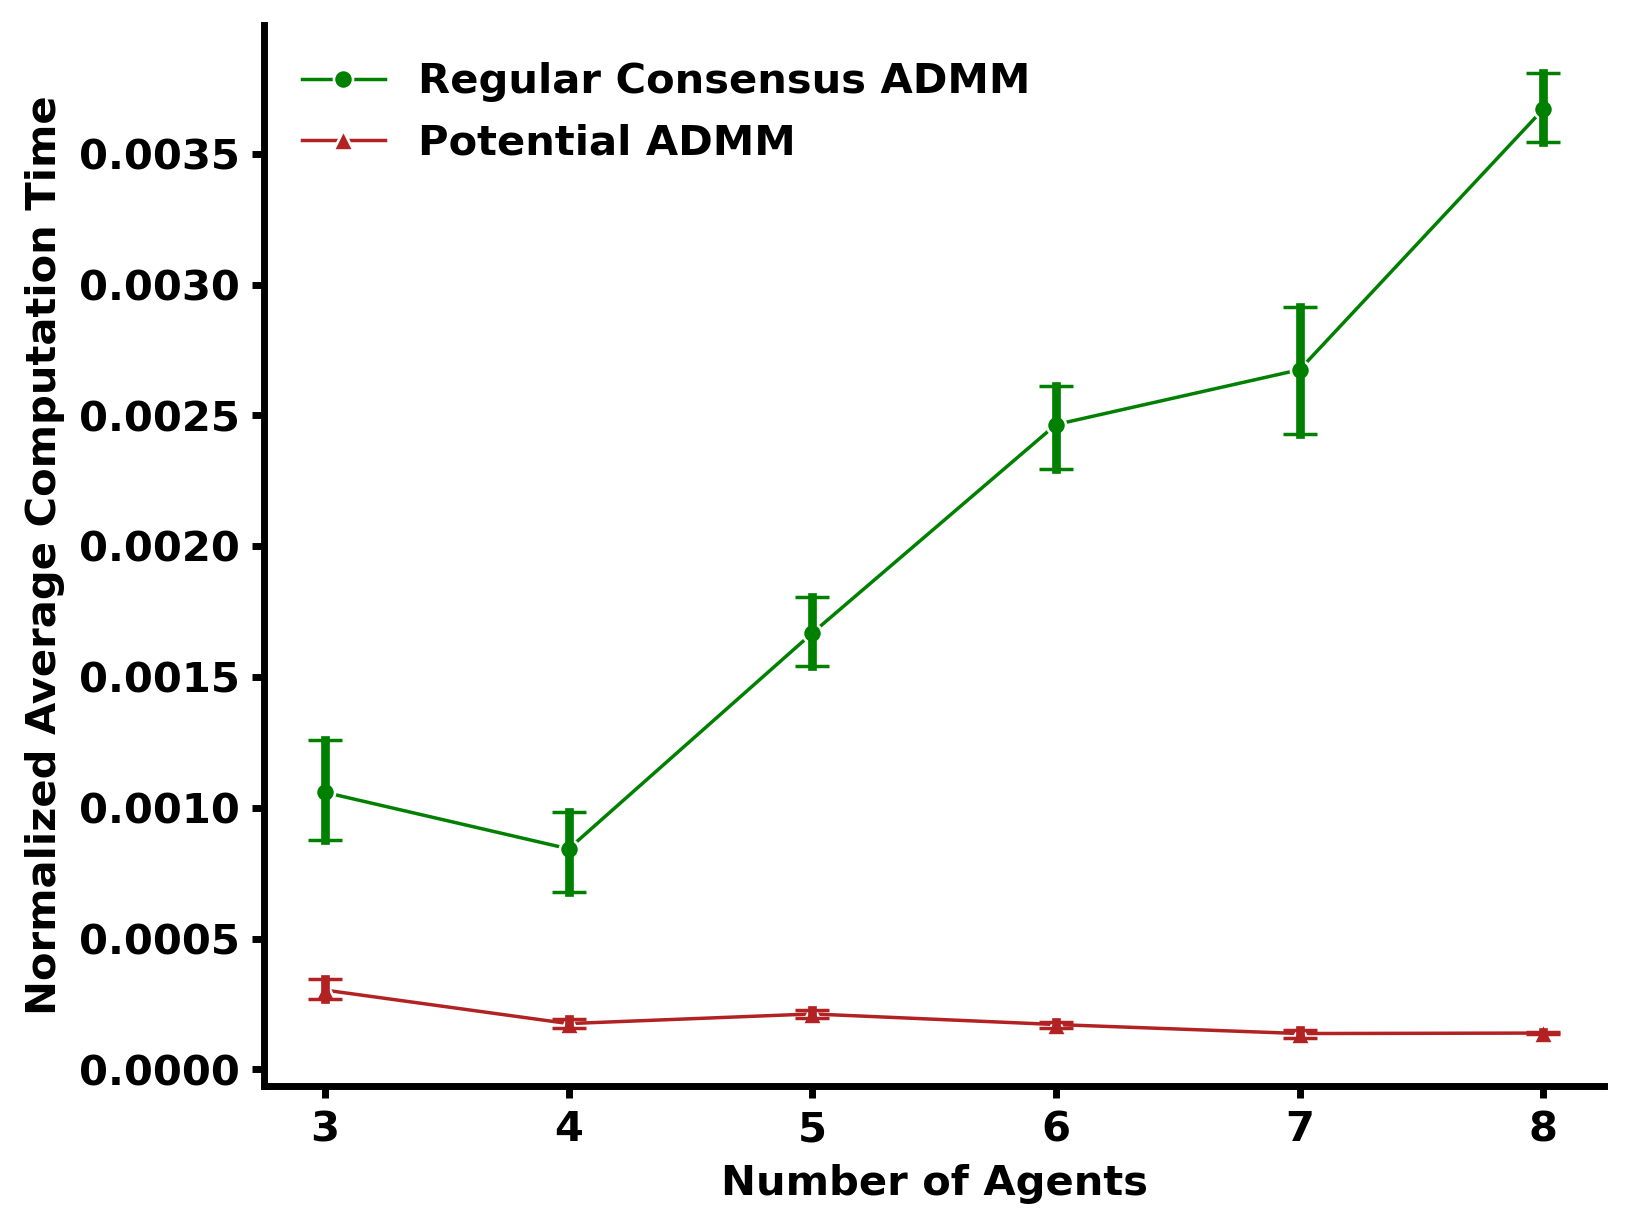 Regular Consensus ADMM
Potential ADMM
Normalized Average Computation Time
0.0035
0.0030
0.0025
0.0020
0.0015
0.0010
0.0005
0.0000
3 4 5 6 7 8
Number of Agents